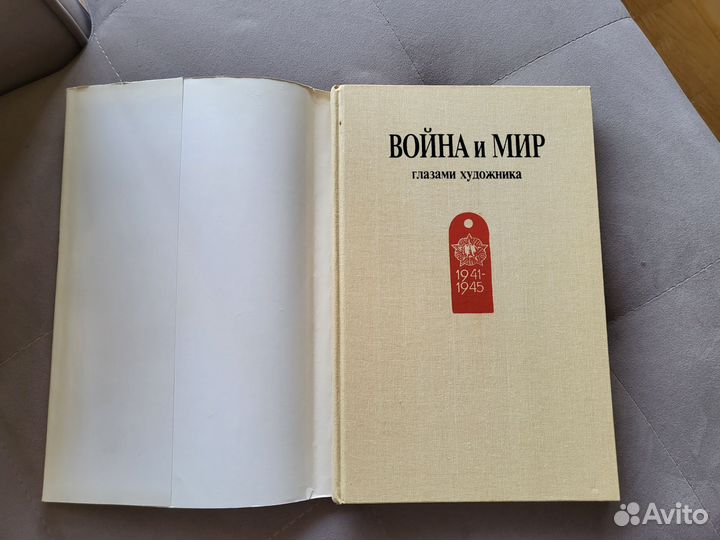 ВОЙНА и МИР
глазами художника
1941-
1945
Avito